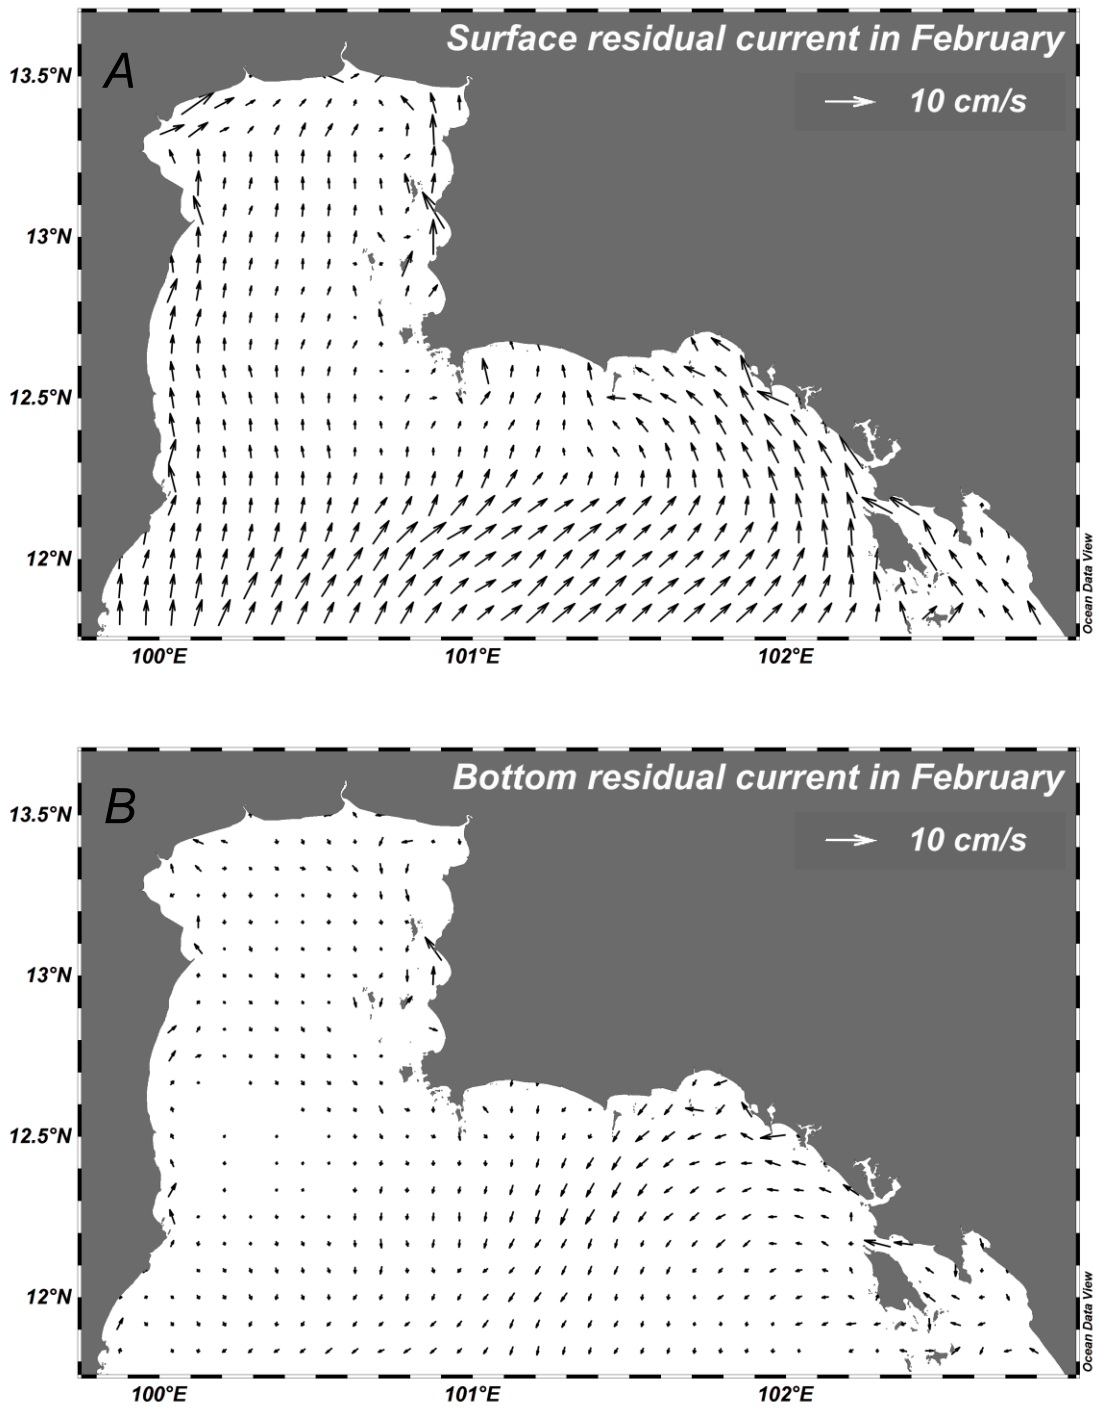 A
Surface residual current in February
10 cm/s
13.5°N
13°N
12.5°N
12°N
100°E
101°E
102°E
Ocean Data View
B
Bottom residual current in February
10 cm/s
13.5°N
13°N
12.5°N
12°N
100°E
101°E
102°E
Ocean Data View